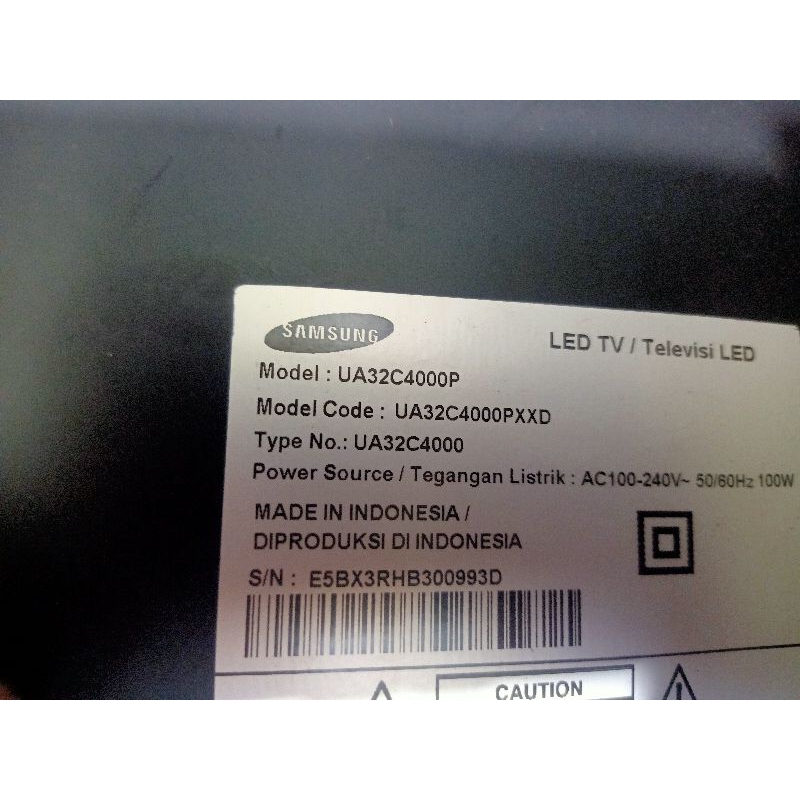 SAMSUNG
LED TV / Televisi LED
Model : UA32C4000P
Model Code : UA32C4000PXXD
Type No.: UA32C4000
Power Source / Tegangan Listrik : AC100-240V~ 50/60Hz 100W
MADE IN INDONESIA /
DIPRODUKSI DI INDONESIA
S/N : E5BX3RHB300993D
CAUTION